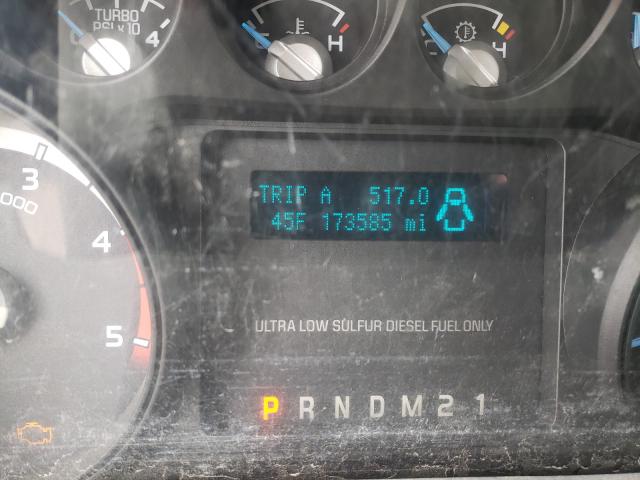 TURBO
PSI x 10
4
H
3
000
4
5
TRIP A 517.0
45F 173585 mi
ULTRA LOW SULFUR DIESEL FUEL ONLY
P R N D M 2 1